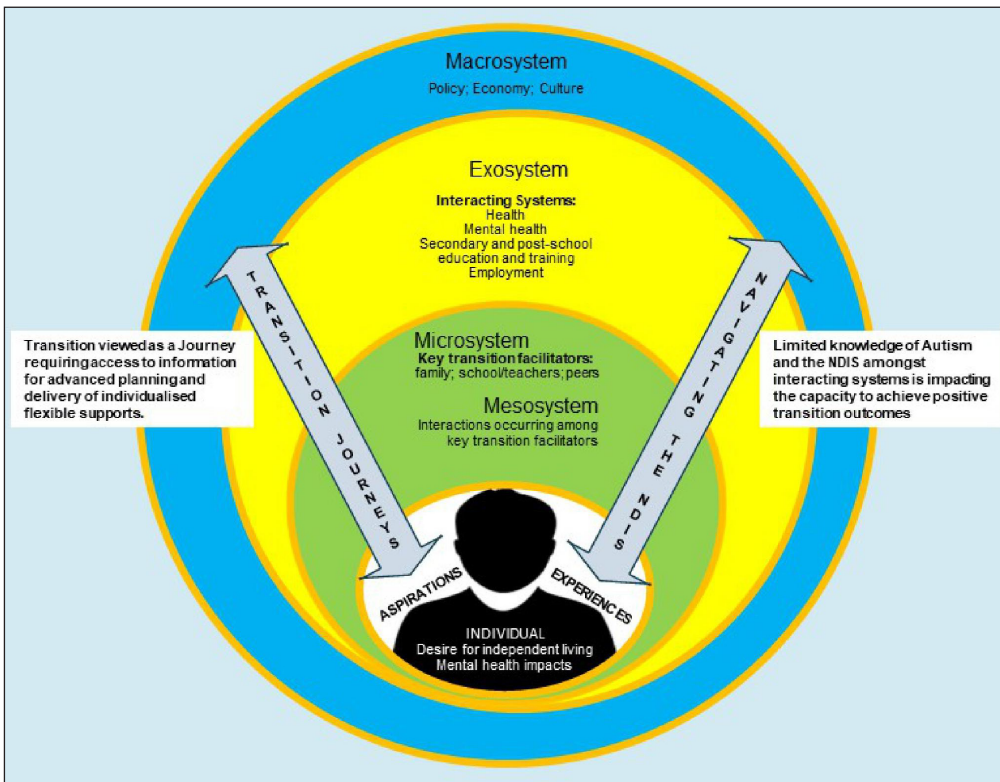 Macrosystem
Policy; Economy; Culture
Exosystem
Interacting Systems:
Health
Mental health
Secondary and post-school
education and training
Employment
TRANSITION JOURNEYS
NAVIGATING THE NDIS
Transition viewed as a Journey
requiring access to information
for advanced planning and
delivery of individualised
flexible supports.
Microsystem
Key transition facilitators:
family; school/teachers; peers
Mesosystem
Interactions occurring among
key transition facilitators
Limited knowledge of Autism
and the NDIS amongst
interacting systems is impacting
the capacity to achieve positive
transition outcomes
ASPIRATIONS
EXPERIENCES
INDIVIDUAL
Desire for independent living
Mental health impacts